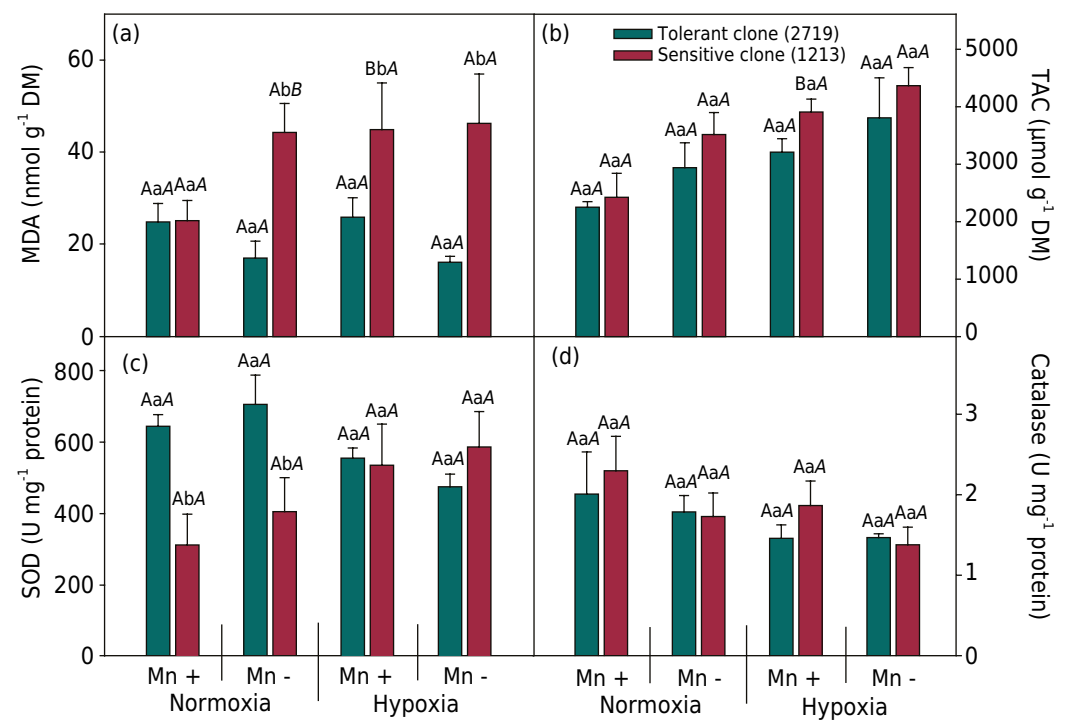 (a)
MDA (nmol g-1 DM)
60
40
20
0
AaA AaA
AaA AbB
AaA BbA
AaA AbA
(b)
Tolerant clone (2719)
Sensitive clone (1213)
TAC (µmol g-1 DM)
5000
4000
3000
2000
1000
0
AaA AaA
AaA AaA
AaA BaA
AaA AaA
(c)
SOD (U mg-1 protein)
800
600
400
200
0
AaA AbA
AaA AbA
AaA AaA
AaA AaA
Mn + Mn - Mn + Mn -
Normoxia Hypoxia
(d)
Catalase (U mg-1 protein)
3
2
1
0
AaA AaA
AaA AaA
AaA AaA
AaA AaA
Mn + Mn - Mn + Mn -
Normoxia Hypoxia